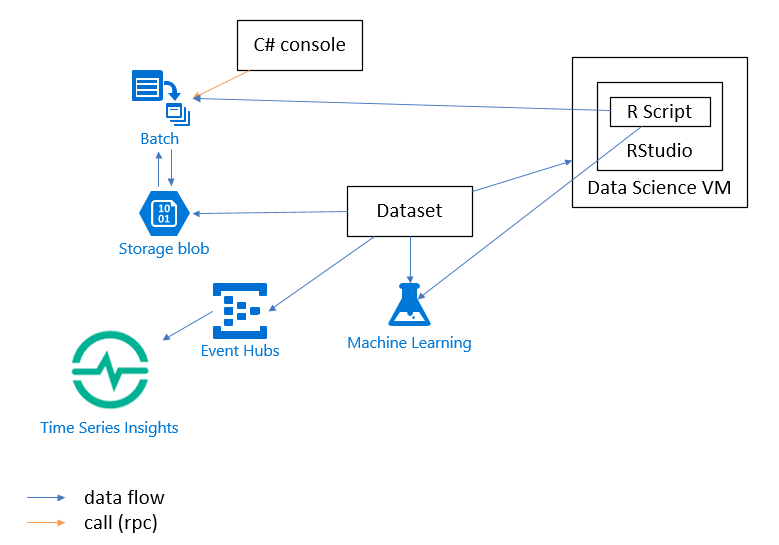 C# console
R Script
RStudio
Data Science VM
Batch
10
01
Storage blob
Dataset
Event Hubs
Machine Learning
Time Series Insights
data flow
call (rpc)